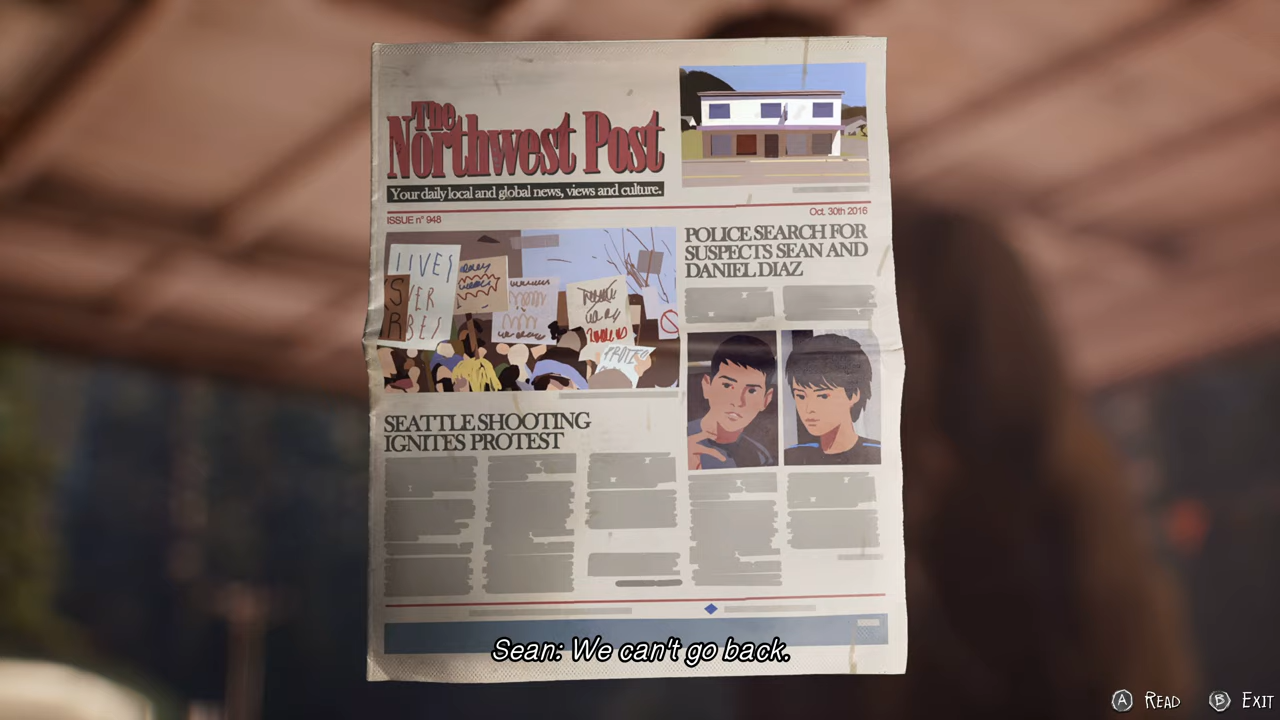 The
Northwest Post
Your daily local and global news, views and culture.
ISSUE n° 948
Oct. 30th 2016
POLICE SEARCH FOR
SUSPECTS SEAN AND
DANIEL DIAZ
LIVES
SEATTLE SHOOTING
IGNITES PROTEST
Sean: We can't go back.
A READ B EXIT